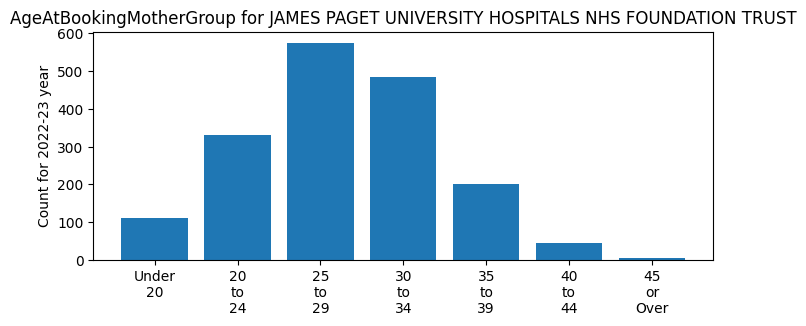 AgeAtBookingMotherGroup for JAMES PAGET UNIVERSITY HOSPITALS NHS FOUNDATION TRUST
Count for 2022-23 year
600
500
400
300
200
100
0
Under
20
20
to
24
25
to
29
30
to
34
35
to
39
40
to
44
45
or
Over